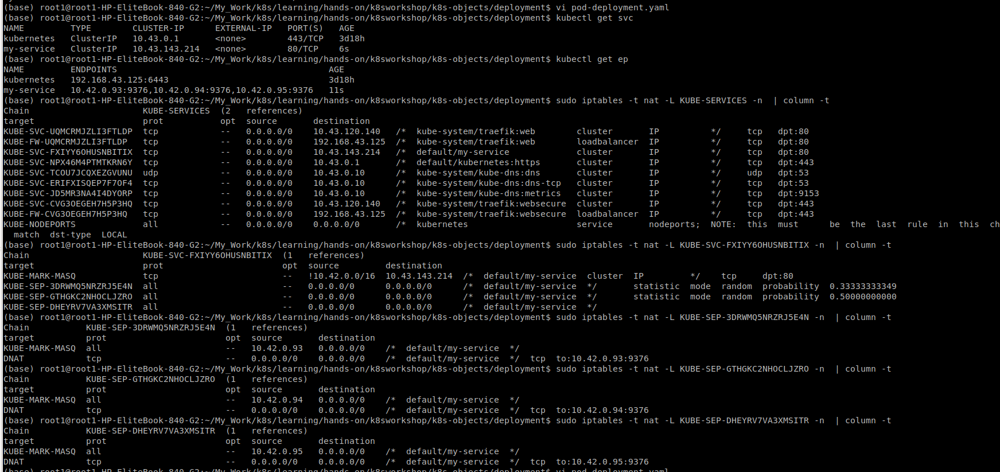 (base) root1@root1-HP-EliteBook-840-G2:~/My_Work/k8s/learning/hands-on/k8sworkshop/k8s-objects/deployment$ vi pod-deployment.yaml
(base) root1@root1-HP-EliteBook-840-G2:~/My_Work/k8s/learning/hands-on/k8sworkshop/k8s-objects/deployment$ kubectl get svc
NAME         TYPE        CLUSTER-IP      EXTERNAL-IP   PORT(S)   AGE
kubernetes   ClusterIP   10.43.0.1       <none>        443/TCP   3d18h
my-service   ClusterIP   10.43.143.214   <none>        80/TCP    6s
(base) root1@root1-HP-EliteBook-840-G2:~/My_Work/k8s/learning/hands-on/k8sworkshop/k8s-objects/deployment$ kubectl get ep
NAME         ENDPOINTS                                         AGE
kubernetes   192.168.43.125:6443                               3d18h
my-service   10.42.0.93:9376,10.42.0.94:9376,10.42.0.95:9376   11s
(base) root1@root1-HP-EliteBook-840-G2:~/My_Work/k8s/learning/hands-on/k8sworkshop/k8s-objects/deployment$ sudo iptables -t nat -L KUBE-SERVICES -n  | column -t
Chain                      KUBE-SERVICES  (2   references)
target                     prot           opt  source       destination
KUBE-SVC-UQMCRMJZLI3FTLDP  tcp            --   0.0.0.0/0    10.43.120.140   /*  kube-system/traefik:web        cluster       IP          */     tcp   dpt:80
KUBE-FW-UQMCRMJZLI3FTLDP   tcp            --   0.0.0.0/0    192.168.43.125  /*  kube-system/traefik:web        loadbalancer  IP          */     tcp   dpt:80
KUBE-SVC-FXIYY6OHUSNBITIX  tcp            --   0.0.0.0/0    10.43.143.214   /*  default/my-service             cluster       IP          */     tcp   dpt:80
KUBE-SVC-NPX46M4PTMTKRN6Y  tcp            --   0.0.0.0/0    10.43.0.1       /*  default/kubernetes:https       cluster       IP          */     tcp   dpt:443
KUBE-SVC-TCOU7JCQXEZGVUNU  udp            --   0.0.0.0/0    10.43.0.10      /*  kube-system/kube-dns:dns       cluster       IP          */     udp   dpt:53
KUBE-SVC-ERIFXISQEP7F7OF4  tcp            --   0.0.0.0/0    10.43.0.10      /*  kube-system/kube-dns:dns-tcp   cluster       IP          */     tcp   dpt:53
KUBE-SVC-JD5MR3NA4I4DYORP  tcp            --   0.0.0.0/0    10.43.0.10      /*  kube-system/kube-dns:metrics   cluster       IP          */     tcp   dpt:9153
KUBE-SVC-CVG3OEGEH7H5P3HQ  tcp            --   0.0.0.0/0    10.43.120.140   /*  kube-system/traefik:websecure  cluster       IP          */     tcp   dpt:443
KUBE-FW-CVG3OEGEH7H5P3HQ   tcp            --   0.0.0.0/0    192.168.43.125  /*  kube-system/traefik:websecure  loadbalancer  IP          */     tcp   dpt:443
KUBE-NODEPORTS             all            --   0.0.0.0/0    0.0.0.0/0       /*  kubernetes                     service       nodeports;  NOTE:  this  must      be  the  last  rule  in  this  ch
  match  dst-type  LOCAL
(base) root1@root1-HP-EliteBook-840-G2:~/My_Work/k8s/learning/hands-on/k8sworkshop/k8s-objects/deployment$ sudo iptables -t nat -L KUBE-SVC-FXIYY6OHUSNBITIX -n  | column -t
Chain                      KUBE-SVC-FXIYY6OHUSNBITIX  (1   references)
target                     prot                       opt  source         destination
KUBE-MARK-MASQ             tcp                        --   !10.42.0.0/16  10.43.143.214  /*  default/my-service  cluster  IP         */    tcp     dpt:80
KUBE-SEP-3DRWMQ5NRZRJ5E4N  all                        --   0.0.0.0/0      0.0.0.0/0      /*  default/my-service  */       statistic  mode  random  probability  0.33333333349
KUBE-SEP-GTHGKC2NHOCLJZRO  all                        --   0.0.0.0/0      0.0.0.0/0      /*  default/my-service  */       statistic  mode  random  probability  0.50000000000
KUBE-SEP-DHEYRV7VA3XMSITR  all                        --   0.0.0.0/0      0.0.0.0/0      /*  default/my-service  */
(base) root1@root1-HP-EliteBook-840-G2:~/My_Work/k8s/learning/hands-on/k8sworkshop/k8s-objects/deployment$ sudo iptables -t nat -L KUBE-SEP-3DRWMQ5NRZRJ5E4N -n  | column -t
Chain           KUBE-SEP-3DRWMQ5NRZRJ5E4N  (1   references)
target          prot                       opt  source      destination
KUBE-MARK-MASQ  all                        --   10.42.0.93  0.0.0.0/0    /*  default/my-service  */
DNAT            tcp                        --   0.0.0.0/0   0.0.0.0/0    /*  default/my-service  */  tcp  to:10.42.0.93:9376
(base) root1@root1-HP-EliteBook-840-G2:~/My_Work/k8s/learning/hands-on/k8sworkshop/k8s-objects/deployment$ sudo iptables -t nat -L KUBE-SEP-GTHGKC2NHOCLJZRO -n  | column -t
Chain           KUBE-SEP-GTHGKC2NHOCLJZRO  (1   references)
target          prot                       opt  source      destination
KUBE-MARK-MASQ  all                        --   10.42.0.94  0.0.0.0/0    /*  default/my-service  */
DNAT            tcp                        --   0.0.0.0/0   0.0.0.0/0    /*  default/my-service  */  tcp  to:10.42.0.94:9376
(base) root1@root1-HP-EliteBook-840-G2:~/My_Work/k8s/learning/hands-on/k8sworkshop/k8s-objects/deployment$ sudo iptables -t nat -L KUBE-SEP-DHEYRV7VA3XMSITR -n  | column -t
Chain           KUBE-SEP-DHEYRV7VA3XMSITR  (1   references)
target          prot                       opt  source      destination
KUBE-MARK-MASQ  all                        --   10.42.0.95  0.0.0.0/0    /*  default/my-service  */
DNAT            tcp                        --   0.0.0.0/0   0.0.0.0/0    /*  default/my-service  */  tcp  to:10.42.0.95:9376
(base) root1@root1-HP-EliteBook-840-G2:~/My_Work/k8s/learning/hands-on/k8sworkshop/k8s-objects/deployment$ vi pod-deployment.yaml